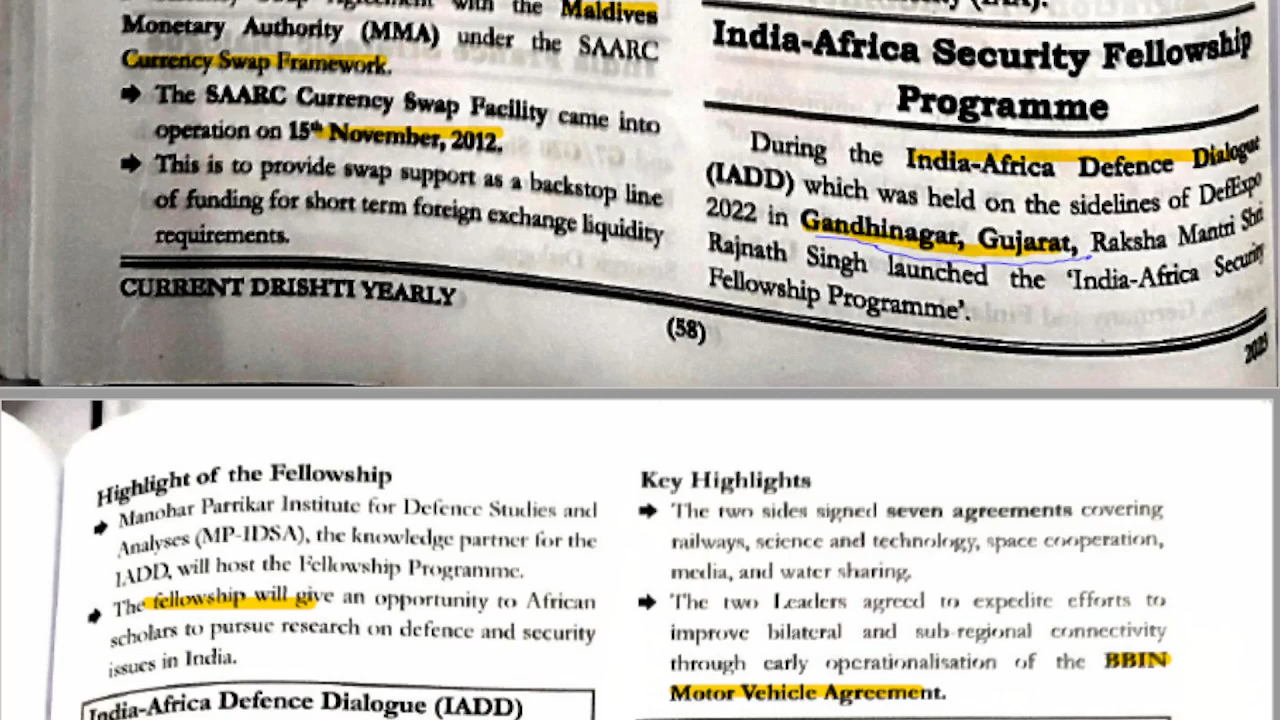 with the Maldives
Monetary Authority (MMA) under the SAARC
Currency Swap Framework.
➔ The SAARC Currency Swap Facility came into
operation on 15th November, 2012.
➔ This is to provide swap support as a backstop line
of funding for short term foreign exchange liquidity
requirements.
CURRENT DRISHTI YEARLY
India-Africa Security Fellowship
Programme
During the India-Africa Defence Dialogue
(IADD) which was held on the sidelines of DefExpo
2022 in Gandhinagar, Gujarat, Raksha Mantri Shri
Rajnath Singh launched the 'India-Africa Security
Fellowship Programme'.
(58)
Highlight of the Fellowship
➔ Manohar Parrikar Institute for Defence Studies and
Analyses (MP-IDSA), the knowledge partner for the
IADD, will host the Fellowship Programme.
➔ The fellowship will give an opportunity to African
scholars to pursue research on defence and security
issues in India.
India-Africa Defence Dialogue (IADD)
Key Highlights
➔ The two sides signed seven agreements covering
railways, science and technology, space cooperation,
media, and water sharing.
➔ The two Leaders agreed to expedite efforts to
improve bilateral and sub-regional connectivity
through early operationalisation of the BBIN
Motor Vehicle Agreement.